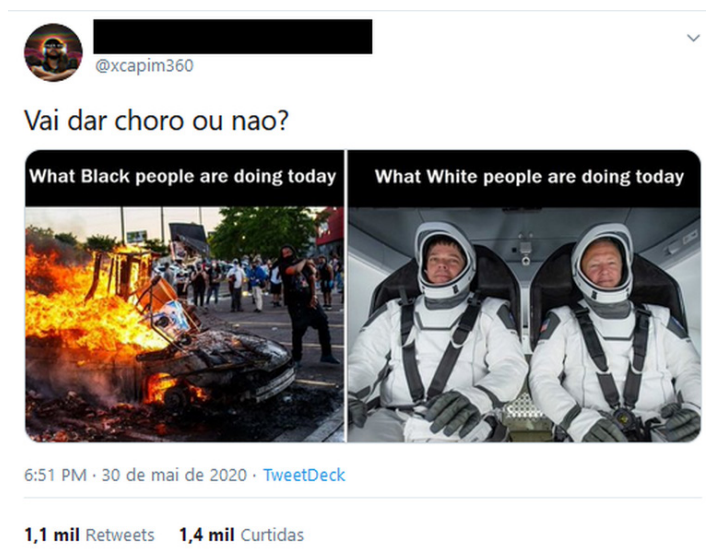 @xcapim360
Vai dar choro ou nao?
What Black people are doing today
What White people are doing today
6:51 PM · 30 de mai de 2020 · TweetDeck
1,1 mil Retweets 1,4 mil Curtidas